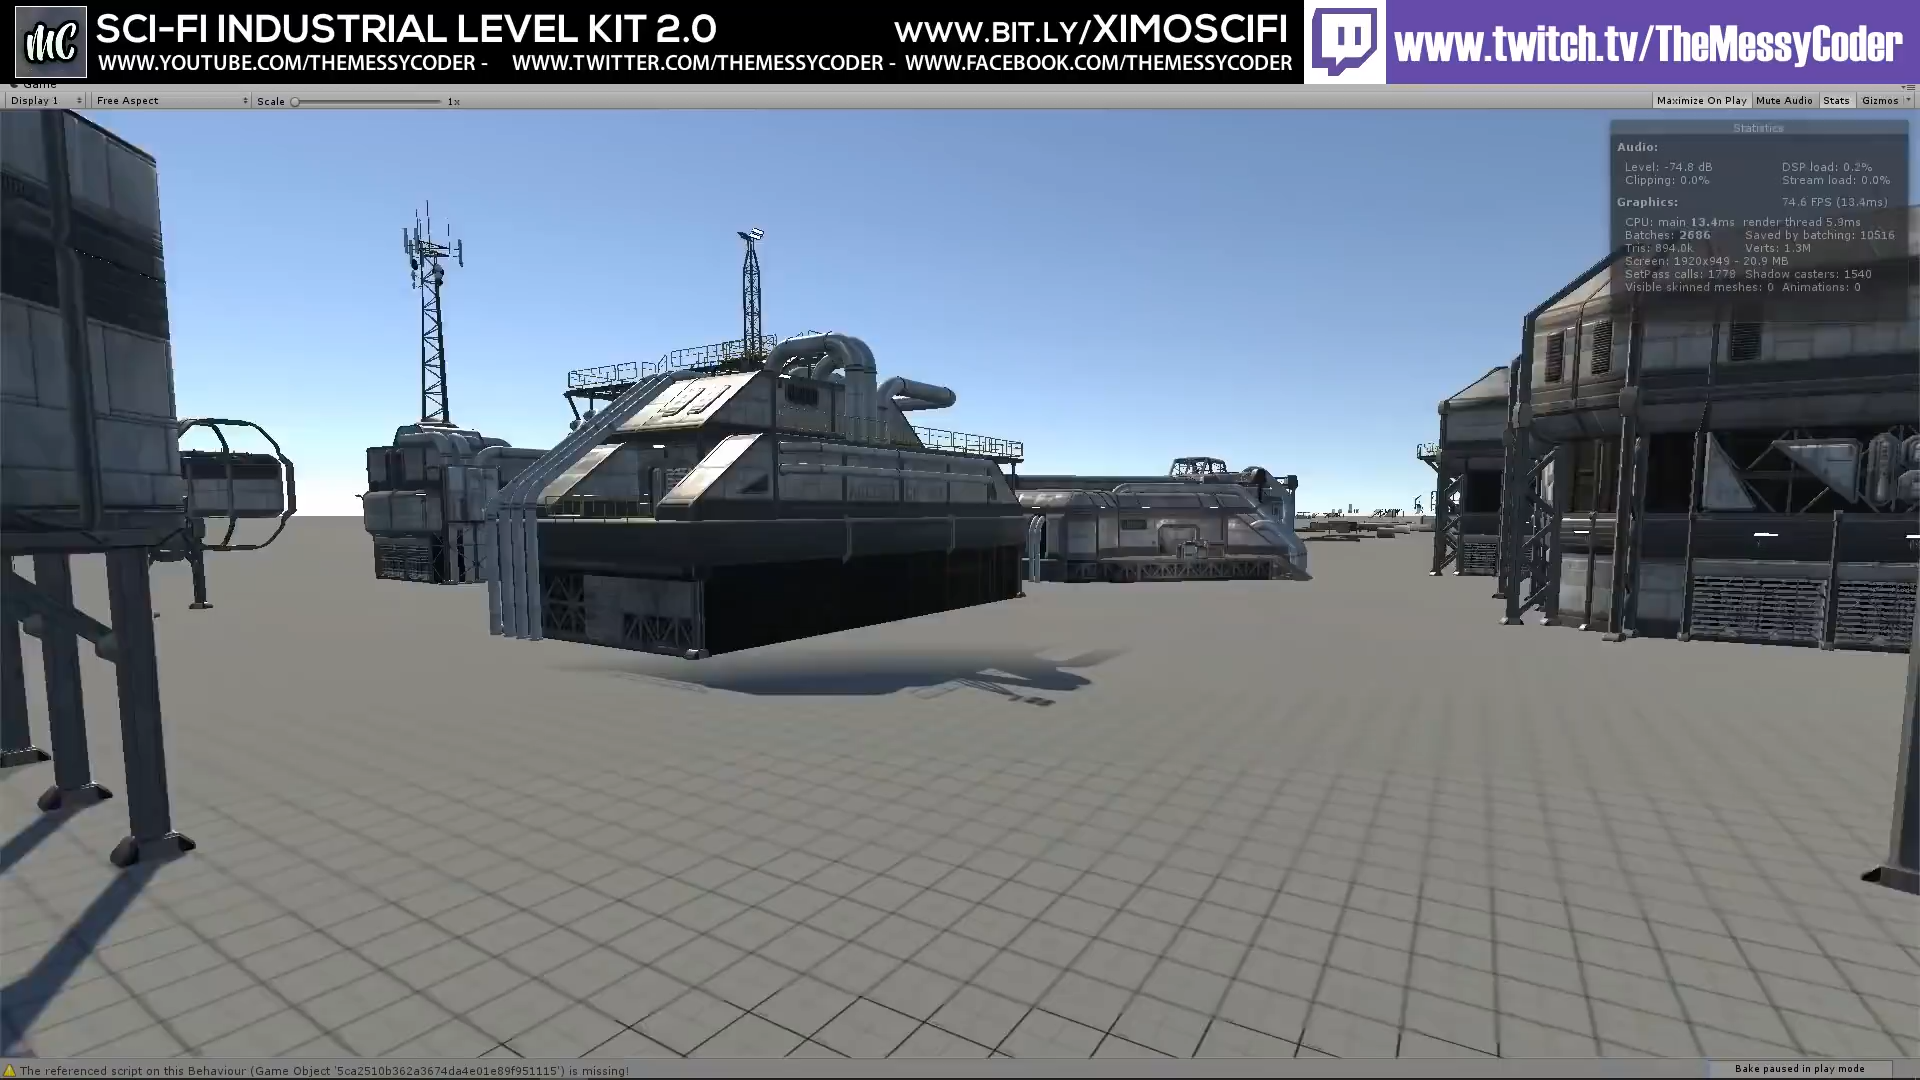 MC
SCI-FI INDUSTRIAL LEVEL KIT 2.0
WWW.BIT.LY/XIMOSCIFI
WWW.YOUTUBE.COM/THEMESSYCODER - WWW.TWITTER.COM/THEMESSYCODER - WWW.FACEBOOK.COM/THEMESSYCODER
www.twitch.tv/TheMessyCoder
Game
Display 1 Free Aspect Scale 1x Maximize On Play Mute Audio Stats Gizmos
Statistics
Audio:
Level: -74.8 dB DSP load: 0.2%
Clipping: 0.0% Stream load: 0.0%
Graphics: 74.6 FPS (13.4ms)
CPU: main 13.4ms render thread 5.9ms
Batches: 2686 Saved by batching: 10516
Tris: 894.0k Verts: 1.3M
Screen: 1920x949 - 20.9 MB
SetPass calls: 1778 Shadow casters: 1540
Visible skinned meshes: 0 Animations: 0
The referenced script on this Behaviour (Game Object '5ca2510b362a3674da4e01e89f951115') is missing!
Bake paused in play mode